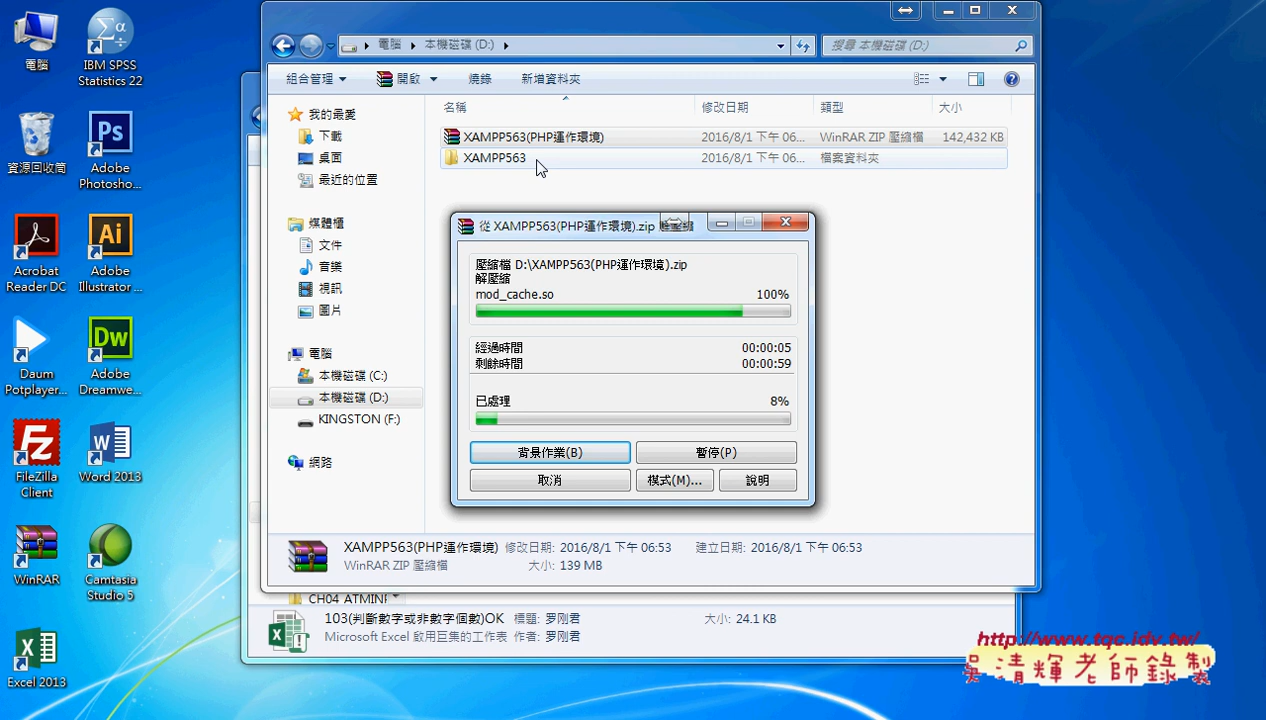 電腦
IBM SPSS
Statistics 22
資源回收筒
Adobe
Photosho...
Acrobat
Reader DC
Adobe
Illustrator ...
Daum
Potplayer...
Adobe
Dreamwe...
FileZilla
Client
Word 2013
WinRAR
Camtasia
Studio 5
Excel 2013
電腦 本機磁碟 (D:)
搜尋 本機磁碟 (D:)
組合管理 開啟 燒錄 新增資料夾
名稱 修改日期 類型 大小
XAMPP563(PHP運作環境) 2016/8/1 下午 06... WinRAR ZIP 壓縮檔 142,432 KB
XAMPP563 2016/8/1 下午 06... 檔案資料夾
我的最愛
下載
桌面
最近的位置
媒體櫃
文件
音樂
視訊
圖片
電腦
本機磁碟 (C:)
本機磁碟 (D:)
KINGSTON (F:)
網路
從 XAMPP563(PHP運作環境).zip 解壓縮
壓縮檔 D:\XAMPP563(PHP運作環境).zip
解壓縮
mod_cache.so 100%
經過時間 00:00:05
剩餘時間 00:00:59
已處理 8%
背景作業(B) 暫停(P)
取消 模式(M)... 說明
XAMPP563(PHP運作環境) 修改日期: 2016/8/1 下午 06:53 建立日期: 2016/8/1 下午 06:53
WinRAR ZIP 壓縮檔 大小: 139 MB
CH04 ATMINI
103(判斷數字或非數字個數)OK 標題: 罗刚君 大小: 24.1 KB
Microsoft Excel 啟用巨集的工作表 作者: 罗刚君
http://www.tqc.idv.tw/
吳清輝老師錄製